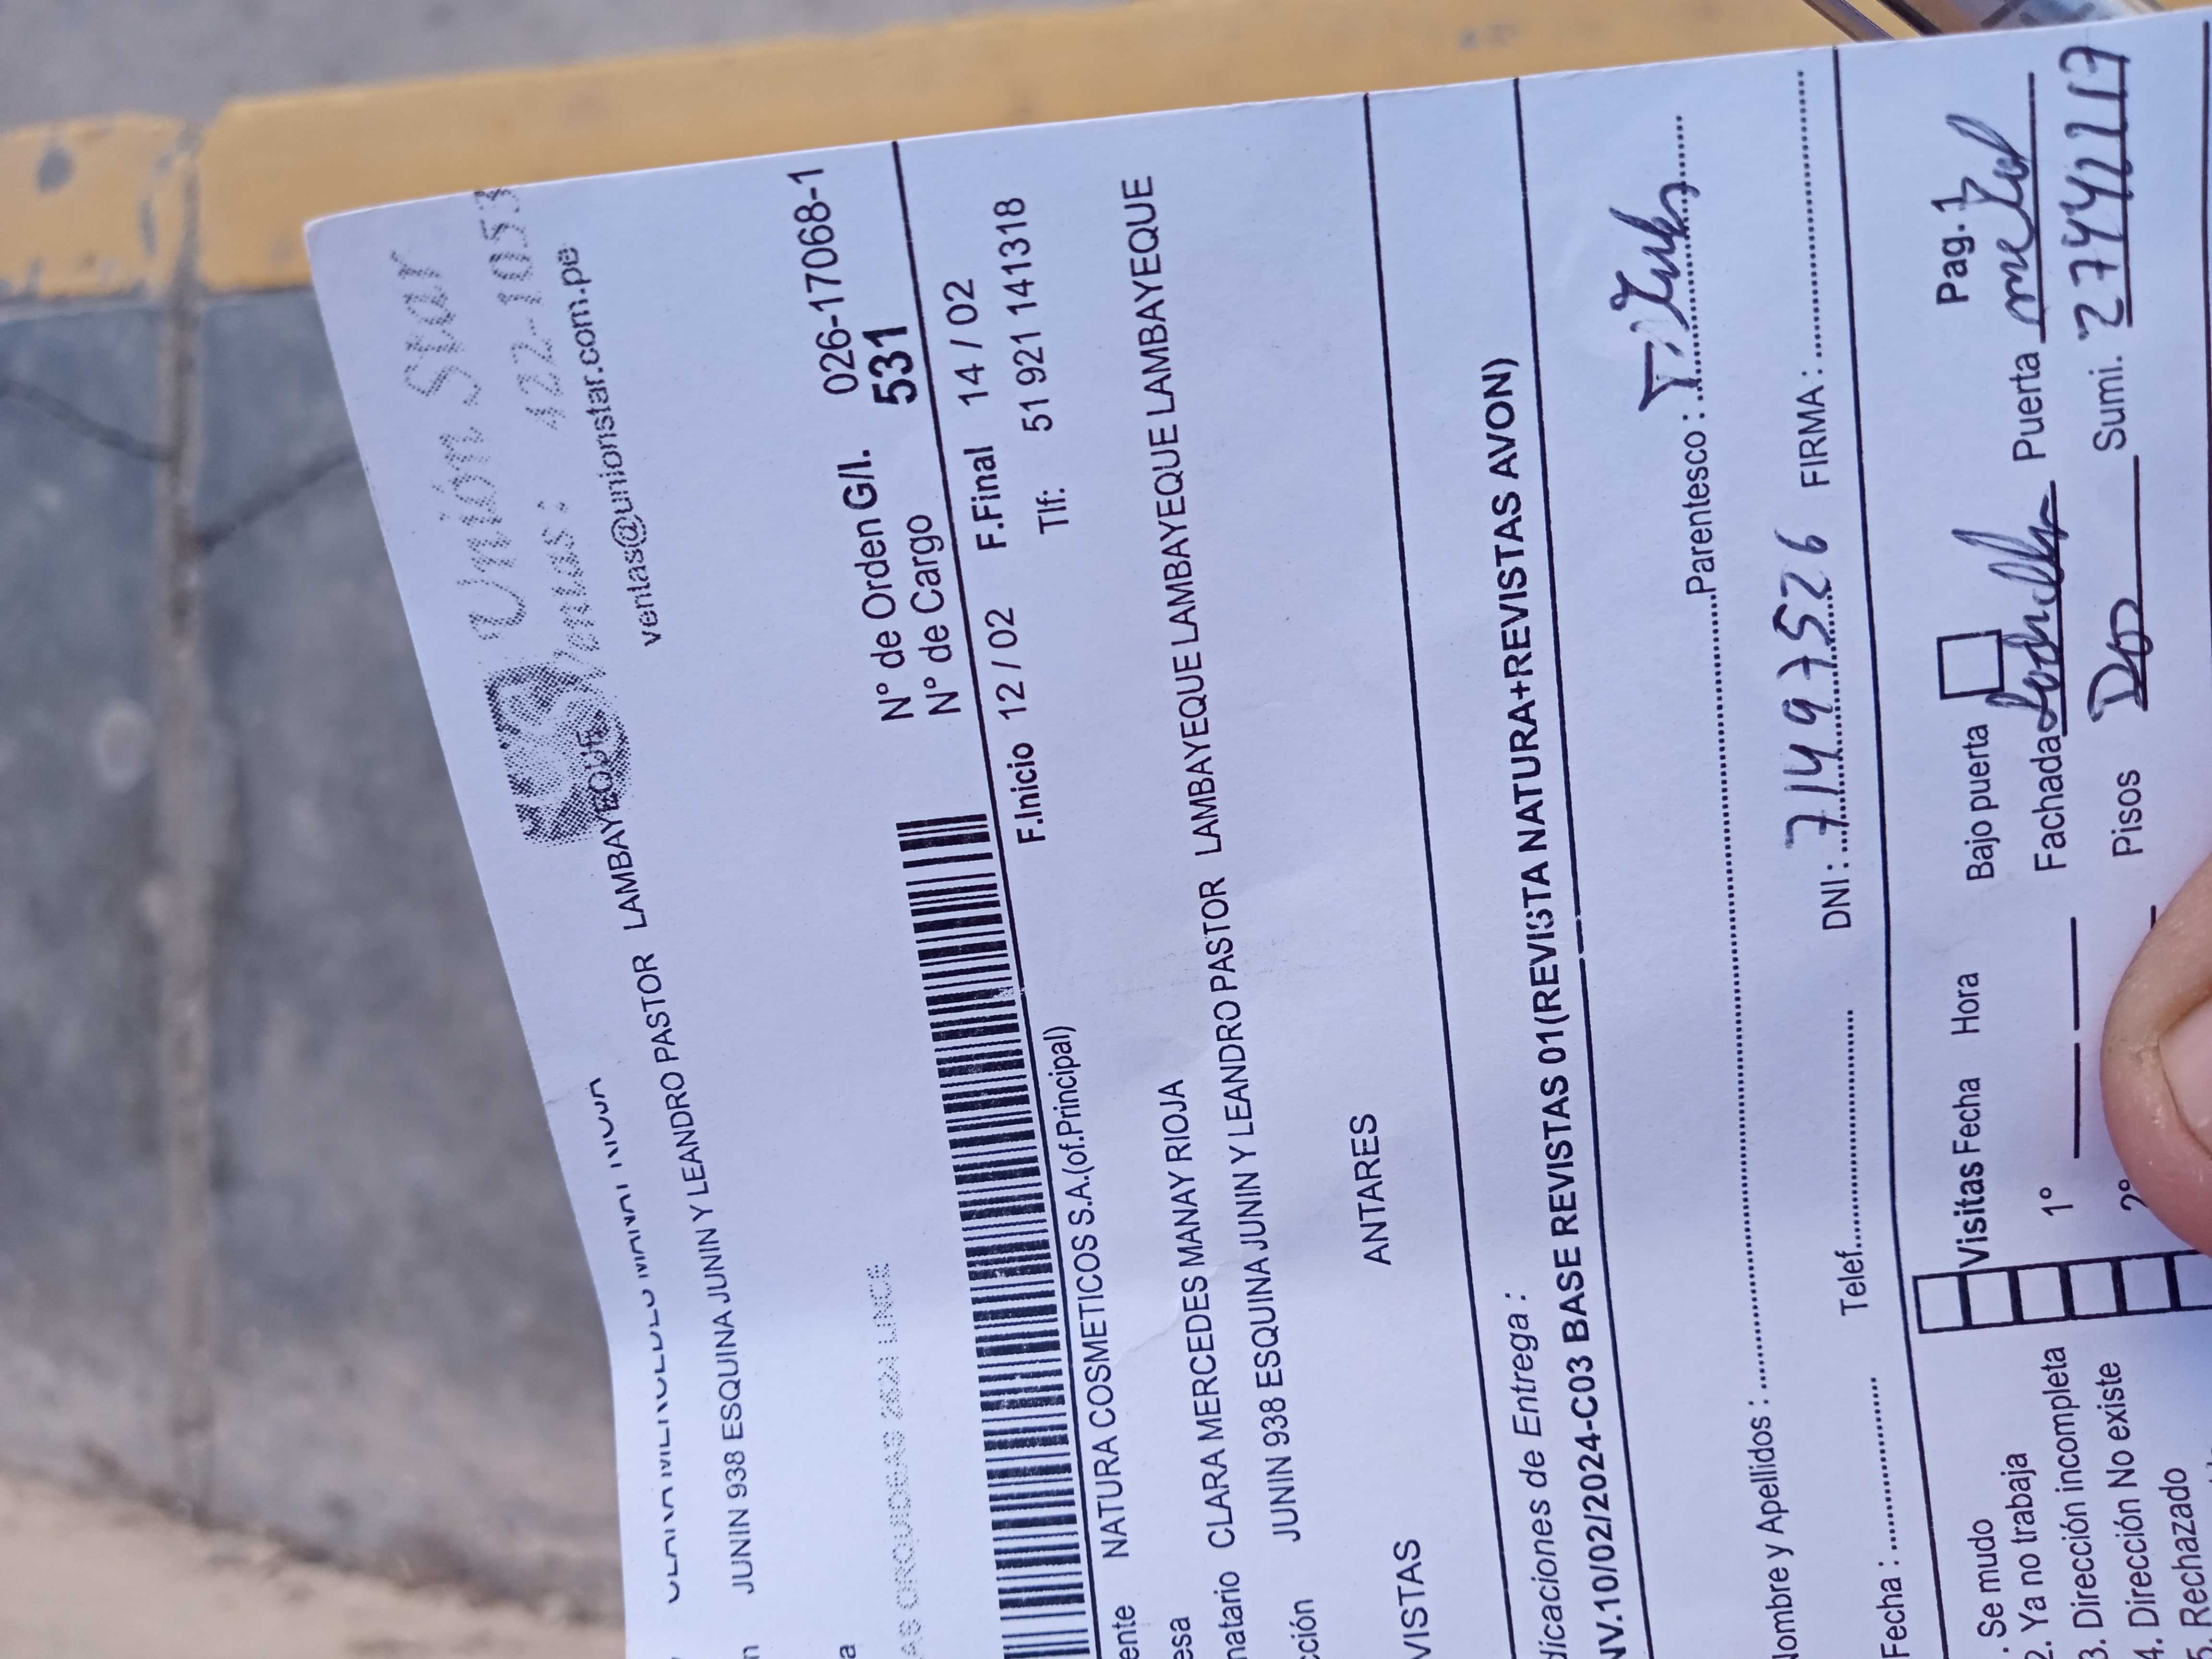 Unión Star
Ventas: 422-1053
ventas@unionstar.com.pe
LAMBAYEQUE
JUNIN 938 ESQUINA JUNIN Y LEANDRO PASTOR LAMBAYEQUE
N° de Orden G/I. 026-17068-1
N° de Cargo 531
F.Inicio 12 / 02 F.Final 14 / 02
NATURA COSMETICOS S.A.(of.Principal) Tlf: 51 921 141318
CLARA MERCEDES MANAY RIOJA
JUNIN 938 ESQUINA JUNIN Y LEANDRO PASTOR LAMBAYEQUE LAMBAYEQUE LAMBAYEQUE LAMBAYEQUE
ANTARES
VISTAS
dicaciones de Entrega :
NV.10/02/2024-C03 BASE REVISTAS 01(REVISTA NATURA+REVISTAS AVON)
Nombre y Apellidos : Parentesco :
Fecha : Telef. DNI : 71497526 FIRMA :
Se mudo Visitas Fecha Hora Bajo puerta Pag. 1
2. Ya no trabaja 1° Fachada Ladrillo Puerta metal
3. Dirección incompleta 2° Pisos Dos Sumi. 27442217
4. Dirección No existe
5. Rechazado